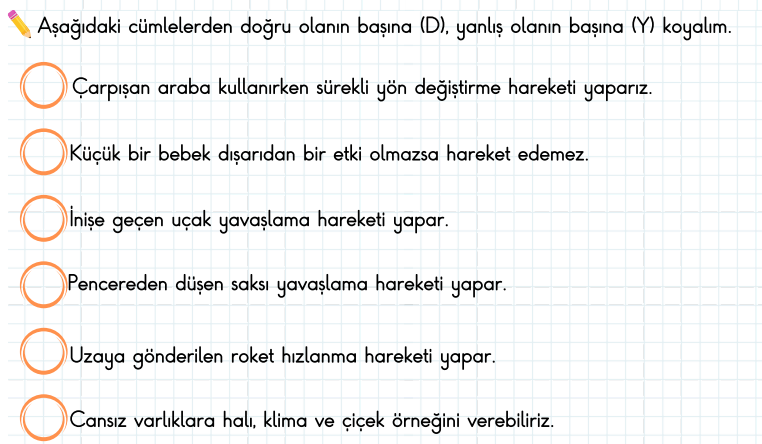 Aşağıdaki cümlelerden doğru olanın başına (D), yanlış olanın başına (Y) koyalım.
Çarpışan araba kullanırken sürekli yön değiştirme hareketi yaparız.
Küçük bir bebek dışarıdan bir etki olmazsa hareket edemez.
İnişe geçen uçak yavaşlama hareketi yapar.
Pencereden düşen saksı yavaşlama hareketi yapar.
Uzaya gönderilen roket hızlanma hareketi yapar.
Cansız varlıklara halı, klima ve çiçek örneğini verebiliriz.